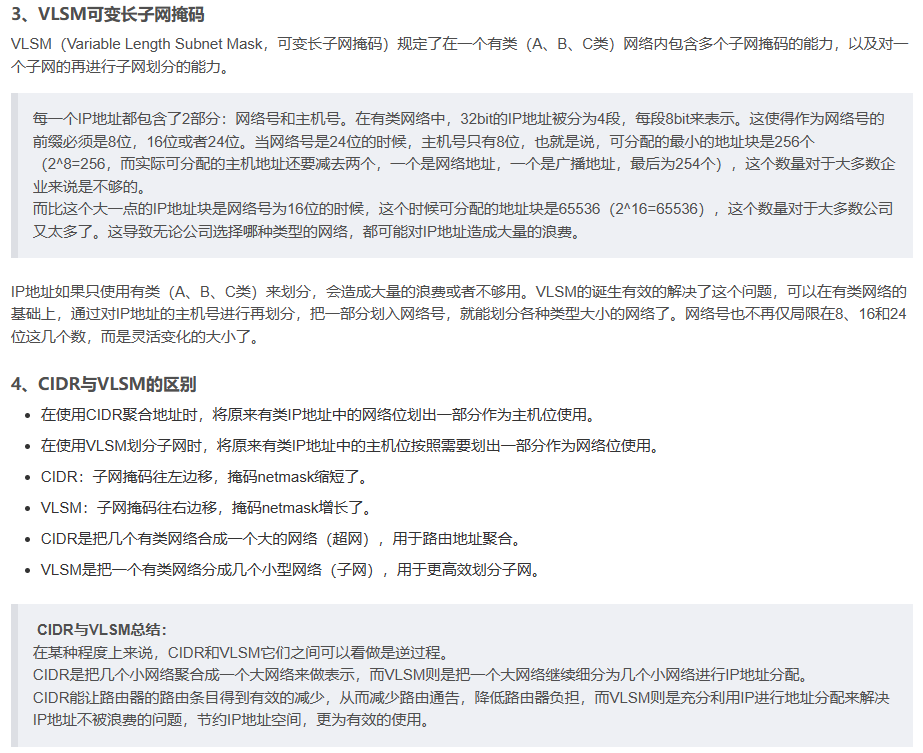 3、VLSM可变长子网掩码
VLSM（Variable Length Subnet Mask，可变长子网掩码）规定了在一个有类（A、B、C类）网络内包含多个子网掩码的能力，以及对一
个子网的再进行子网划分的能力。
每一个IP地址都包含了2部分：网络号和主机号。在有类网络中，32bit的IP地址被分为4段，每段8bit来表示。这使得作为网络号的
前缀必须是8位，16位或者24位。当网络号是24位的时候，主机号只有8位，也就是说，可分配的最小的地址块是256个
（2^8=256，而实际可分配的主机地址还要减去两个，一个是网络地址，一个是广播地址，最后为254个），这个数量对于大多数企
业来说是不够的。
而比这个大一点的IP地址块是网络号为16位的时候，这个时候可分配的地址块是65536（2^16=65536），这个数量对于大多数公司
又太多了。这导致无论公司选择哪种类型的网络，都可能对IP地址造成大量的浪费。
IP地址如果只使用有类（A、B、C类）来划分，会造成大量的浪费或者不够用。VLSM的诞生有效的解决了这个问题，可以在有类网络的
基础上，通过对IP地址的主机号进行再划分，把一部分划入网络号，就能划分各种类型大小的网络了。网络号也不再仅局限在8、16和24
位这几个数，而是灵活变化的大小了。
4、CIDR与VLSM的区别
• 在使用CIDR聚合地址时，将原来有类IP地址中的网络位划出一部分作为主机位使用。
• 在使用VLSM划分子网时，将原来有类IP地址中的主机位按照需要划出一部分作为网络位使用。
• CIDR：子网掩码往左边移，掩码netmask缩短了。
• VLSM：子网掩码往右边移，掩码netmask增长了。
• CIDR是把几个有类网络合成一个大的网络（超网），用于路由地址聚合。
• VLSM是把一个有类网络分成几个小型网络（子网），用于更高效划分子网。
CIDR与VLSM总结：
在某种程度上来说，CIDR和VLSM它们之间可以看做是逆过程。
CIDR是把几个小网络聚合成一个大网络来做表示，而VLSM则是把一个大网络继续细分为几个小网络进行IP地址分配。
CIDR能让路由器的路由条目得到有效的减少，从而减少路由通告，降低路由器负担，而VLSM则是充分利用IP进行地址分配来解决
IP地址不被浪费的问题，节约IP地址空间，更为有效的使用。